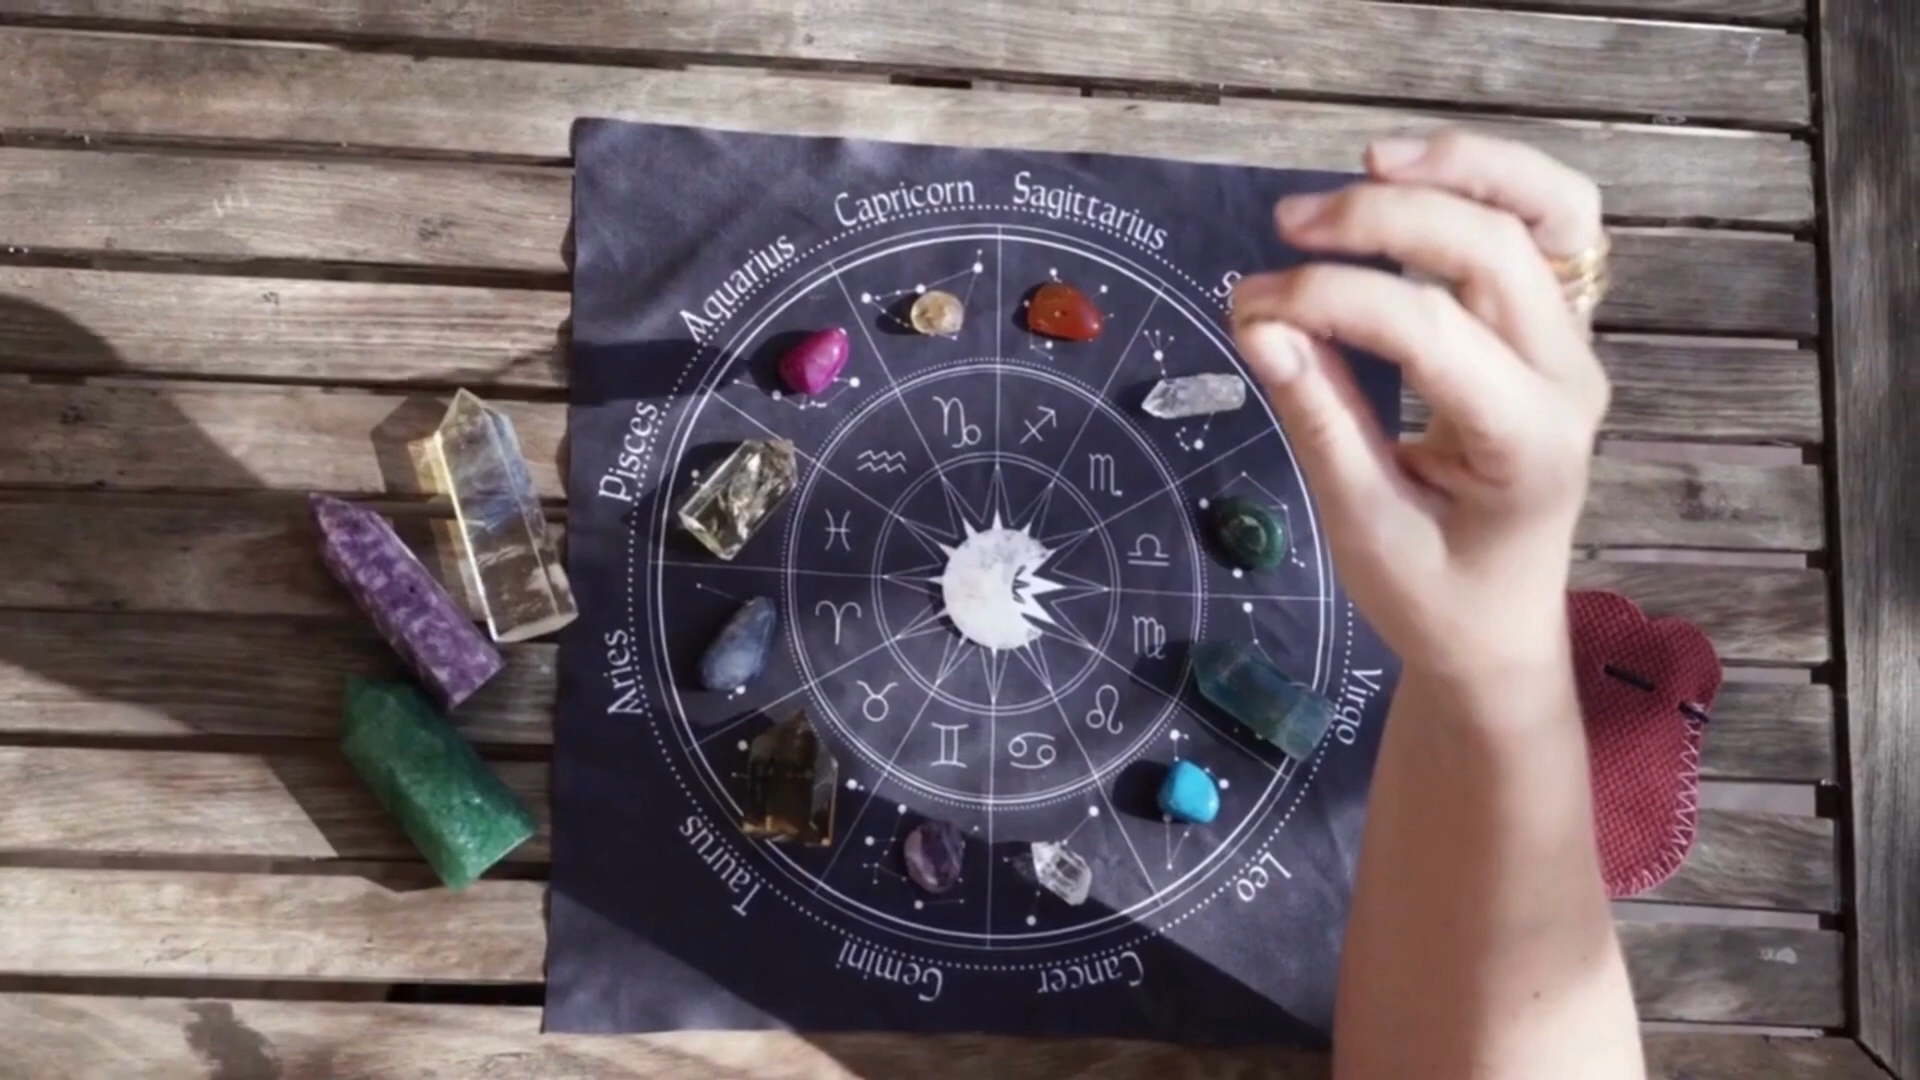 Capricorn
Sagittarius
Aquarius
Pisces
Aries
Taurus
Gemini
Cancer
Leo
Virgo